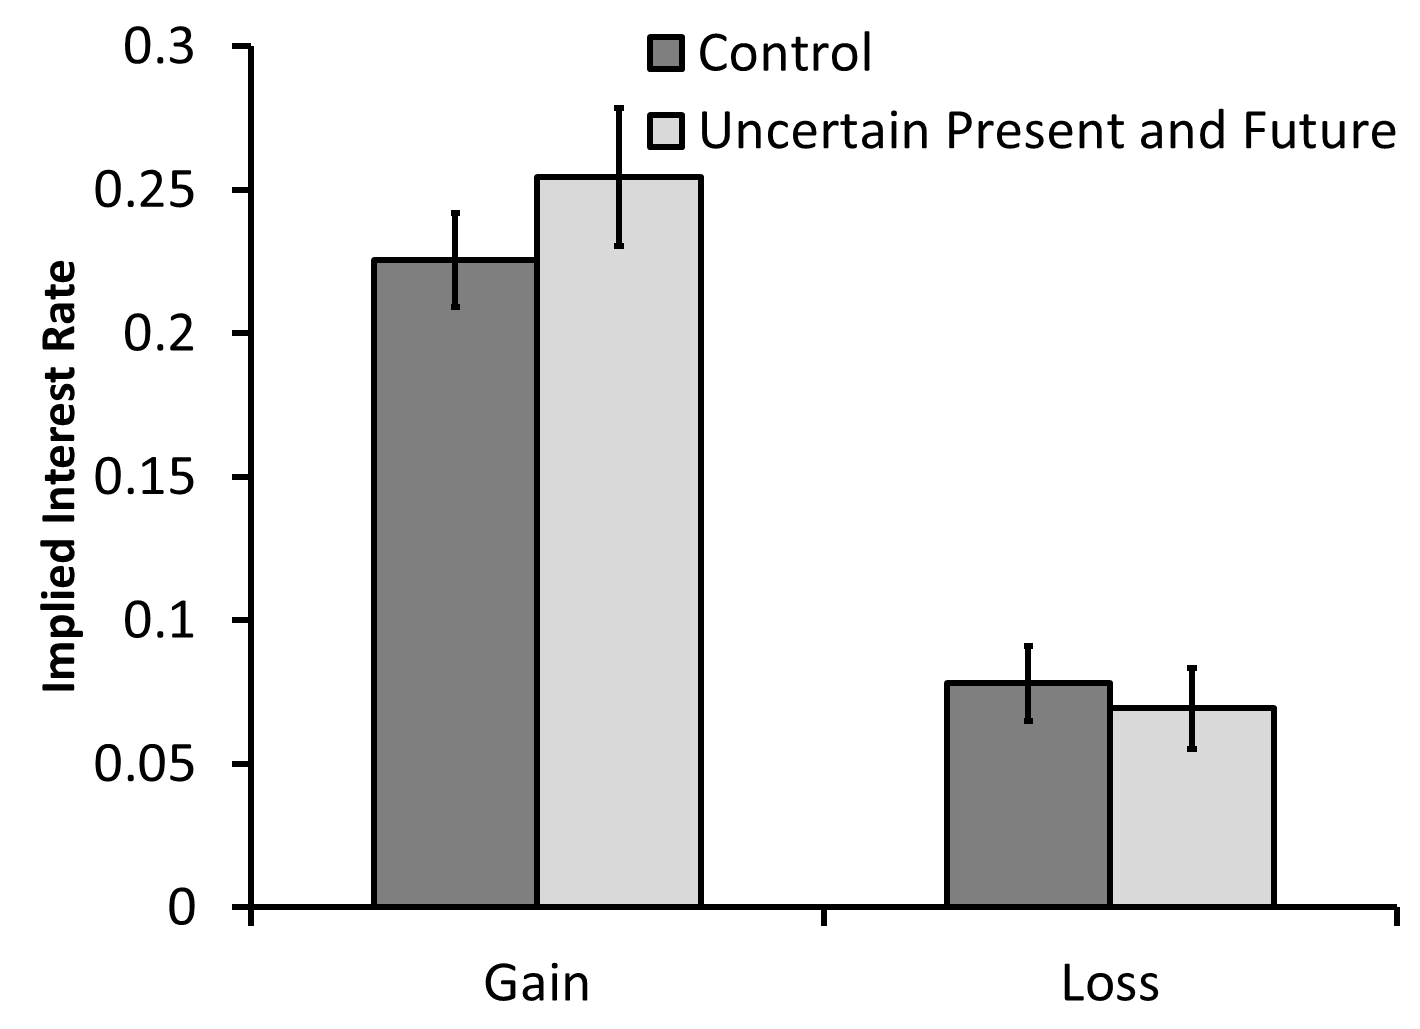 Control
Uncertain Present and Future
0.3
0.25
0.2
0.15
0.1
0.05
0
Implied Interest Rate
Gain
Loss